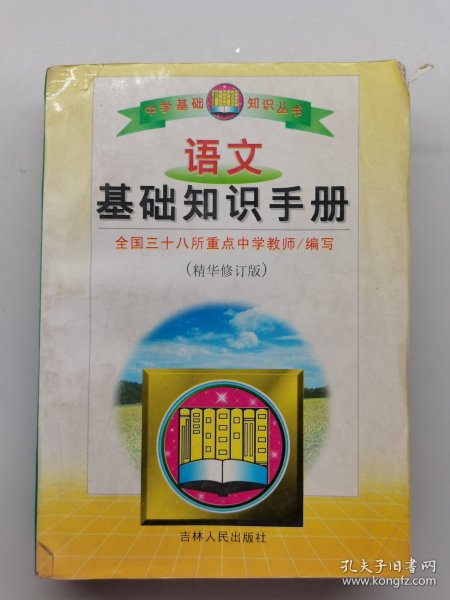 中学基础知识丛书
语文
基础知识手册
全国三十八所重点中学教师/编写
(精华修订版)
吉林人民出版社
孔夫子旧书网
www.kongfz.com